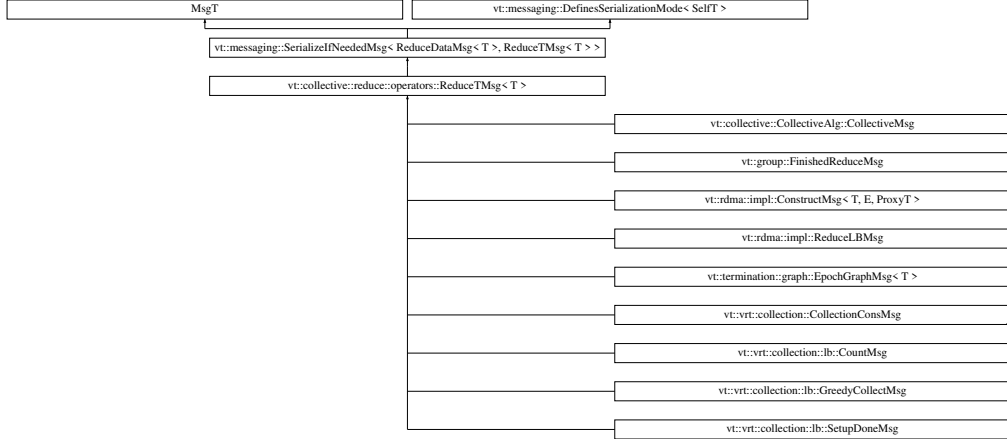 MsgT
vt::messaging::DefinesSerializationMode< SelfT >
vt::messaging::SerializeIfNeededMsg< ReduceDataMsg< T >, ReduceTMsg< T > >
vt::collective::reduce::operators::ReduceTMsg< T >
vt::collective::CollectiveAlg::CollectiveMsg
vt::group::FinishedReduceMsg
vt::rdma::impl::ConstructMsg< T, E, ProxyT >
vt::rdma::impl::ReduceLBMsg
vt::termination::graph::EpochGraphMsg< T >
vt::vrt::collection::CollectionConsMsg
vt::vrt::collection::lb::CountMsg
vt::vrt::collection::lb::GreedyCollectMsg
vt::vrt::collection::lb::SetupDoneMsg